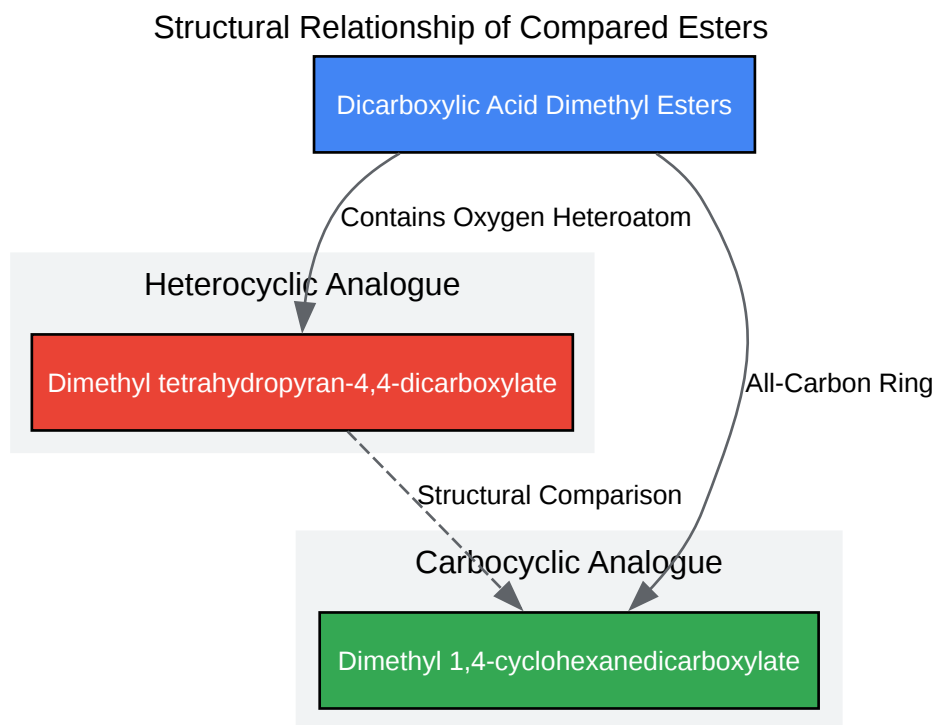 Structural Relationship of Compared Esters
Dicarboxylic Acid Dimethyl Esters
Contains Oxygen Heteroatom
Heterocyclic Analogue
Dimethyl tetrahydropyran-4,4-dicarboxylate
All-Carbon Ring
Structural Comparison
Carbocyclic Analogue
Dimethyl 1,4-cyclohexanedicarboxylate